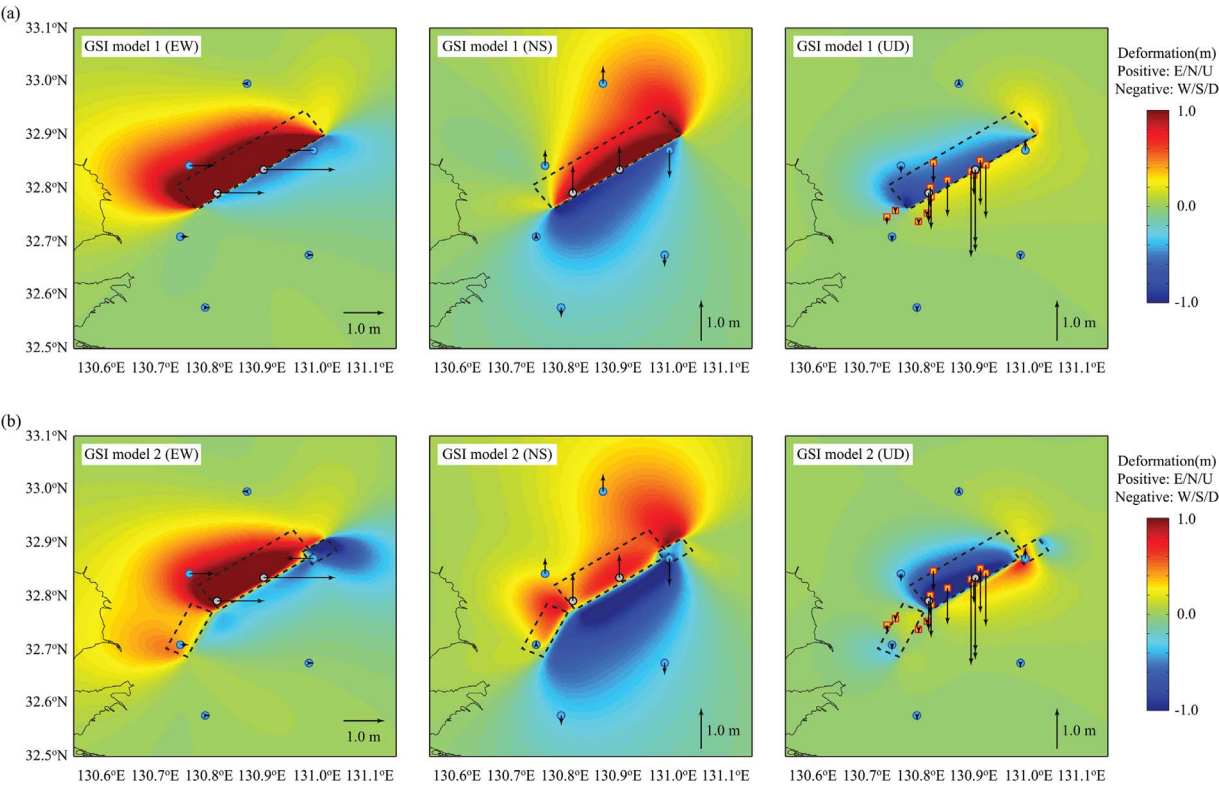 (a)
GSI model 1 (EW)
GSI model 1 (NS)
GSI model 1 (UD)
33.1°N
33.0°N
32.9°N
32.8°N
32.7°N
32.6°N
32.5°N
1.0 m
1.0 m
1.0 m
130.6°E 130.7°E 130.8°E 130.9°E 131.0°E 131.1°E
130.6°E 130.7°E 130.8°E 130.9°E 131.0°E 131.1°E
130.6°E 130.7°E 130.8°E 130.9°E 131.0°E 131.1°E
Deformation(m)
Positive: E/N/U
Negative: W/S/D
1.0
0.0
-1.0
(b)
GSI model 2 (EW)
GSI model 2 (NS)
GSI model 2 (UD)
33.1°N
33.0°N
32.9°N
32.8°N
32.7°N
32.6°N
32.5°N
1.0 m
1.0 m
1.0 m
130.6°E 130.7°E 130.8°E 130.9°E 131.0°E 131.1°E
130.6°E 130.7°E 130.8°E 130.9°E 131.0°E 131.1°E
130.6°E 130.7°E 130.8°E 130.9°E 131.0°E 131.1°E
Deformation(m)
Positive: E/N/U
Negative: W/S/D
1.0
0.0
-1.0